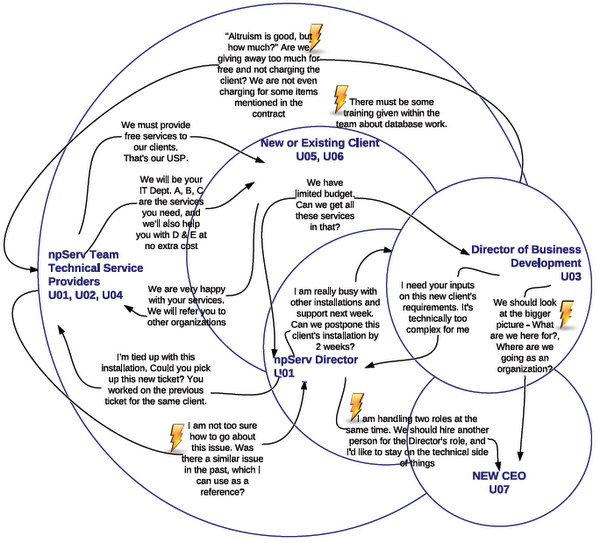 "Altruism is good, but
how much?" Are we
giving away too much for
free and not charging the
client? We are not even
charging for some items
mentioned in the
contract
There must be some
training given within the
team about database work.
We must provide
free services to
our clients.
That's our USP.
New or Existing Client
U05, U06
We will be your
IT Dept. A, B, C
are the services
you need, and
we'll also help
you with D & E at
no extra cost
We have
limited budget.
Can we get all
these services
in that?
npServ Team
Technical Service
Providers
U01, U02, U04
Director of Business
Development
U03
We are very happy
with your services.
We will refer you to
other organizations
I am really busy with
other installations and
support next week.
Can we postpone this
client's installation by
2 weeks?
I need your inputs
on this new client's
requirements. It's
technically too
complex for me
We should look
at the bigger
picture - What
are we here for?,
Where are we
going as an
organization?
npServ Director
U01
I'm tied up with this
installation. Could you pick
up this new ticket? You
worked on the previous
ticket for the same client.
I am not too sure
how to go about
this issue. Was
there a similar issue
in the past, which I
can use as a
reference?
I am handling two roles at
the same time. We should hire another
person for the Director's role, and
I'd like to stay on the technical side
of things
NEW CEO
U07